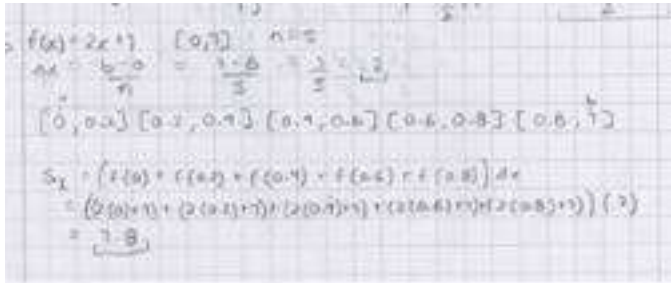 f(x) = 2x+1 [0,1] n=5
Δx = b-a/n = 1-0/5 = 1/5 = .2
[0, 0.2] [0.2, 0.4] [0.4, 0.6] [0.6, 0.8] [0.8, 1]
= (f(0) + f(0.2) + f(0.4) + f(0.6) + f(0.8)) Δx
= ((2(0)+1) + (2(0.2)+1) + (2(0.4)+1) + (2(0.6)+1) + (2(0.8)+1)) (.2)
= 1.8